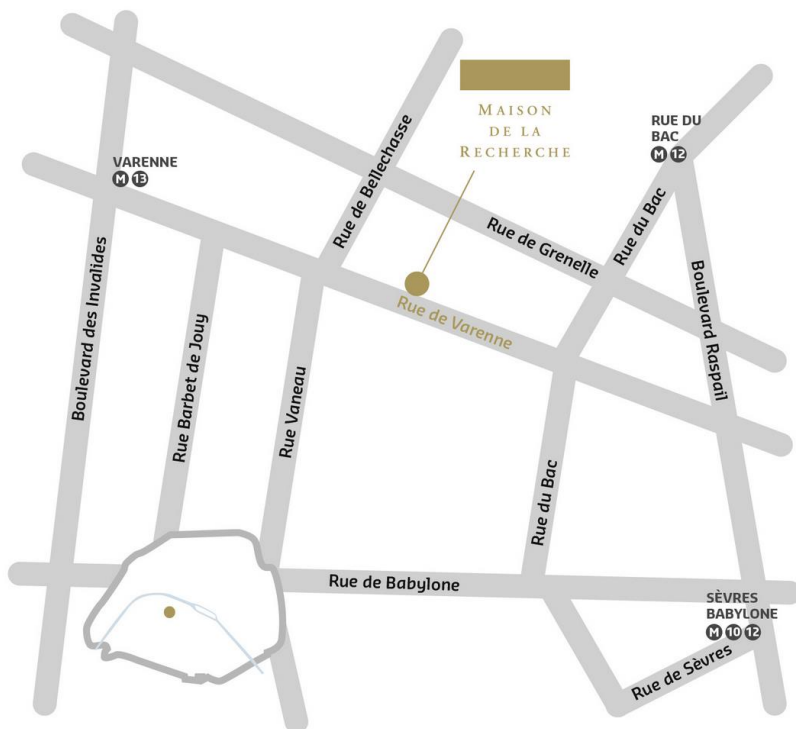 MAISON
DE LA
RECHERCHE
RUE DU
BAC
M 12
VARENNE
M 13
Rue de Bellechasse
Rue de Grenelle
Rue du Bac
Boulevard des Invalides
Rue Barbet de Jouy
Rue Vaneau
Rue de Varenne
Boulevard Raspail
Rue du Bac
Rue de Babylone
SÈVRES
BABYLONE
M 10 12
Rue de Sèvres